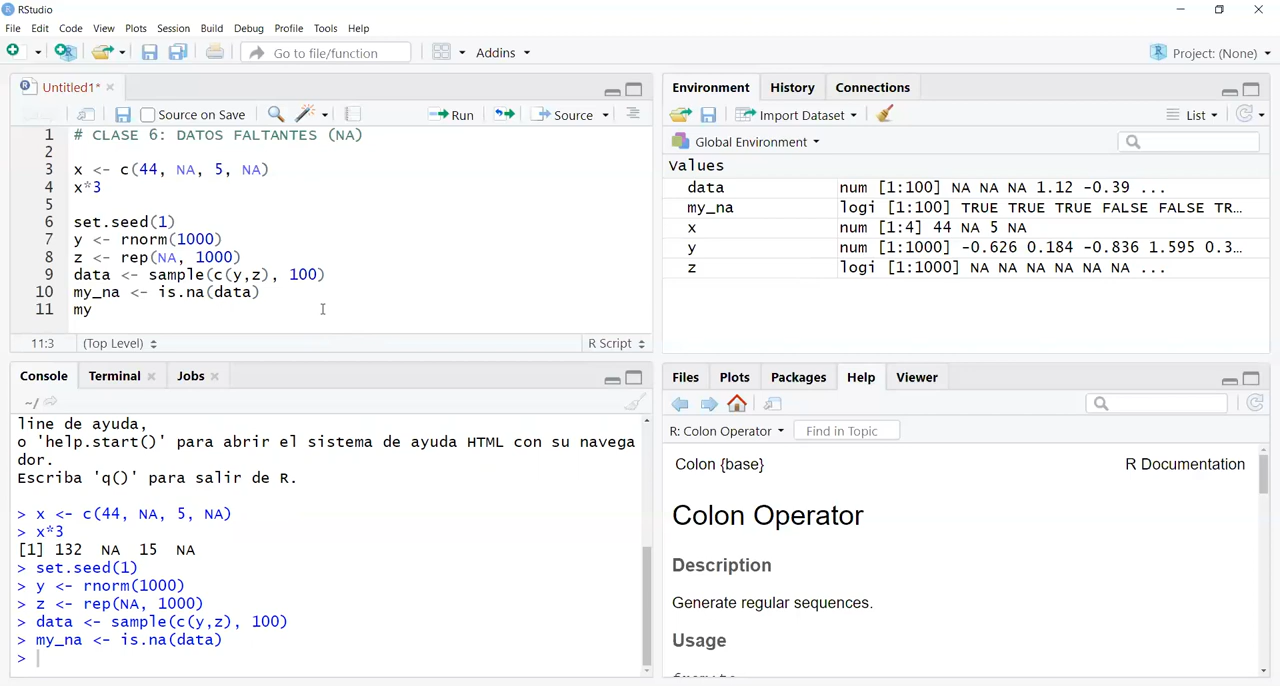 RStudio
File Edit Code View Plots Session Build Debug Profile Tools Help
Go to file/function Addins Project: (None)
Untitled1*
Source on Save Run Source
1 # CLASE 6: DATOS FALTANTES (NA)
2
3 x <- c(44, NA, 5, NA)
4 x*3
5
6 set.seed(1)
7 y <- rnorm(1000)
8 z <- rep(NA, 1000)
9 data <- sample(c(y,z), 100)
10 my_na <- is.na(data)
11 my
11:3 (Top Level) R Script
Console Terminal Jobs
~/
line de ayuda,
o 'help.start()' para abrir el sistema de ayuda HTML con su navega
dor.
Escriba 'q()' para salir de R.
> x <- c(44, NA, 5, NA)
> x*3
[1] 132 NA 15 NA
> set.seed(1)
> y <- rnorm(1000)
> z <- rep(NA, 1000)
> data <- sample(c(y,z), 100)
> my_na <- is.na(data)
>
Environment History Connections
Import Dataset List
Global Environment
Values
data num [1:100] NA NA NA 1.12 -0.39 ...
my_na logi [1:100] TRUE TRUE TRUE FALSE FALSE TR...
x num [1:4] 44 NA 5 NA
y num [1:1000] -0.626 0.184 -0.836 1.595 0.3...
z logi [1:1000] NA NA NA NA NA NA ...
Files Plots Packages Help Viewer
R: Colon Operator Find in Topic
Colon {base} R Documentation
Colon Operator
Description
Generate regular sequences.
Usage